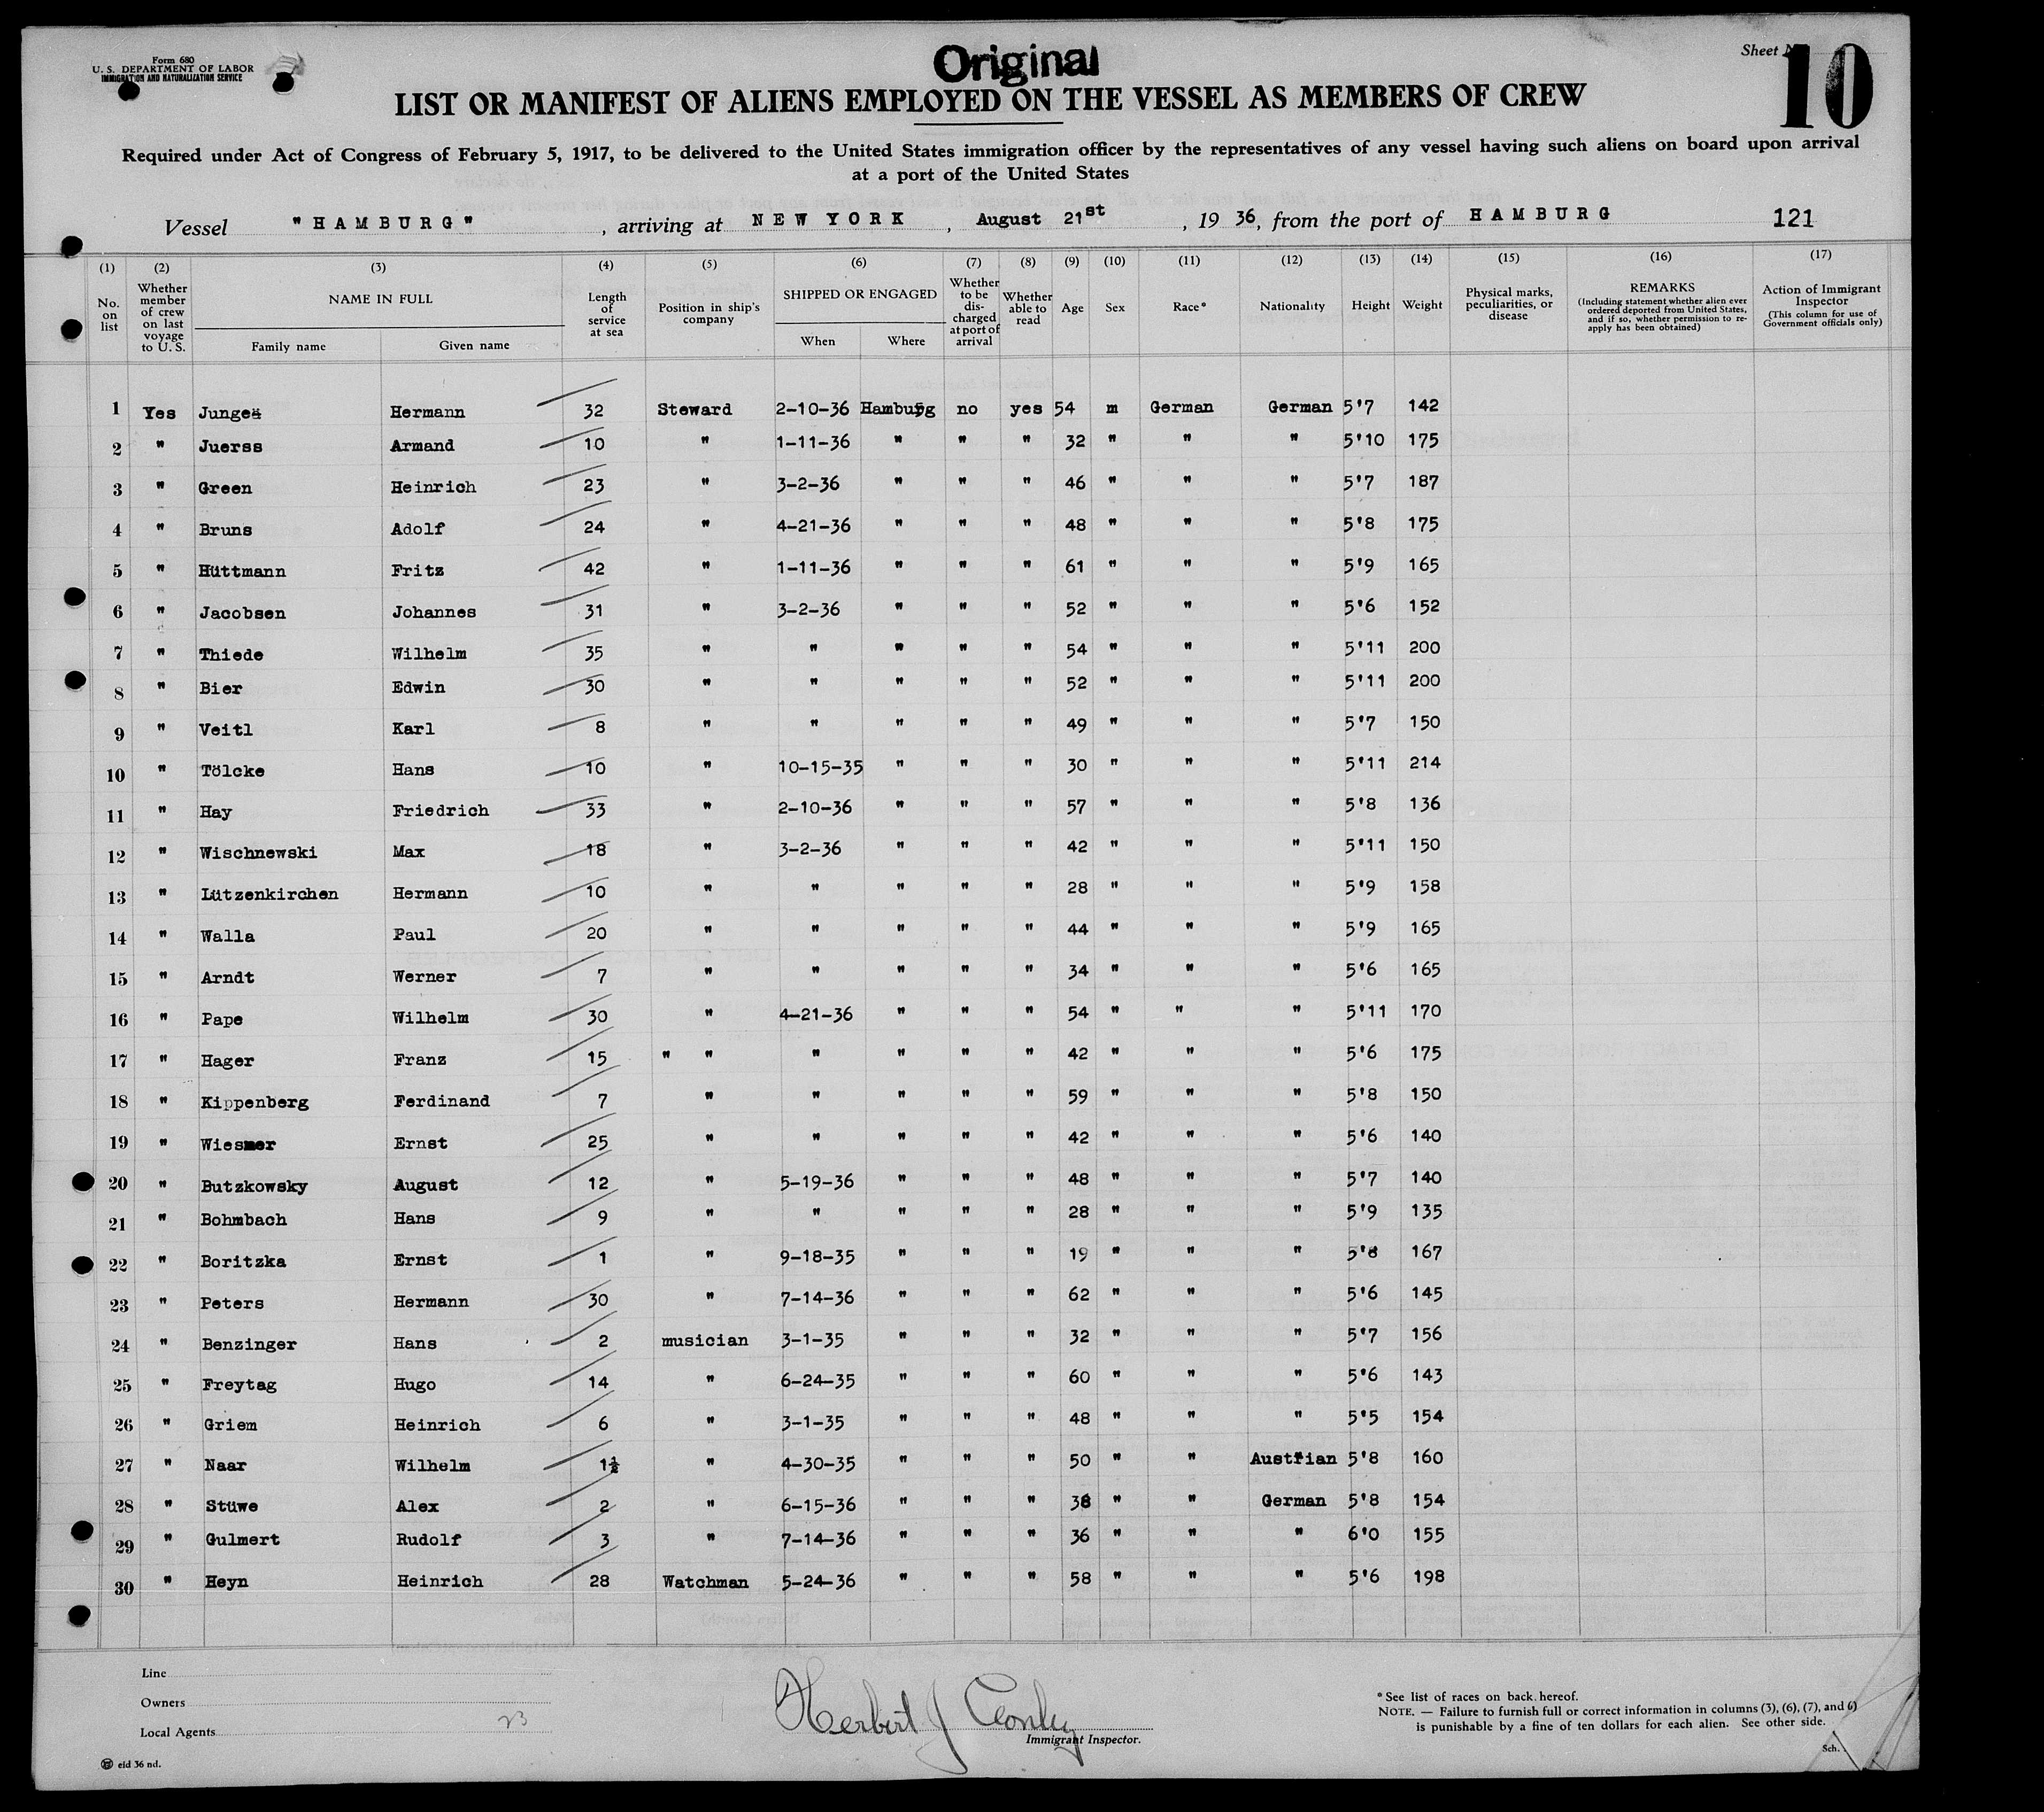 Form 680
U. S. DEPARTMENT OF LABOR
IMMIGRATION AND NATURALIZATION SERVICE
Original
Sheet
10
LIST OR MANIFEST OF ALIENS EMPLOYED ON THE VESSEL AS MEMBERS OF CREW
Required under Act of Congress of February 5, 1917, to be delivered to the United States immigration officer by the representatives of any vessel having such aliens on board upon arrival
at a port of the United States
Vessel "HAMBURG", arriving at NEW YORK, August 21st, 1936, from the port of HAMBURG 121
(1) (2) (3) (4) (5) (6) (7) (8) (9) (10) (11) (12) (13) (14) (15) (16) (17)
No. on list
Whether member of crew on last voyage to U. S.
NAME IN FULL
Family name Given name
Length of service at sea
Position in ship's company
SHIPPED OR ENGAGED
When Where
Whether to be discharged at port of arrival
Whether able to read
Age
Sex
Race*
Nationality
Height
Weight
Physical marks, peculiarities, or disease
REMARKS
(Including statement whether alien ever ordered deported from United States, and if so, whether permission to reapply has been obtained)
Action of Immigrant Inspector
(This column for use of Government officials only)
1 Yes Junge Hermann 32 Steward 2-10-36 Hamburg no yes 54 m German German 5'7 142
2 " Juerss Armand 10 " 1-11-36 " " " 32 " " " 5'10 175
3 " Green Heinrich 23 " 3-2-36 " " " 46 " " " 5'7 187
4 " Bruns Adolf 24 " 4-21-36 " " " 48 " " " 5'8 175
5 " Hüttmann Fritz 42 " 1-11-36 " " " 61 " " " 5'9 165
6 " Jacobsen Johannes 31 " 3-2-36 " " " 52 " " " 5'6 152
7 " Thiede Wilhelm 35 " " " " " 54 " " " 5'11 200
8 " Bier Edwin 30 " " " " " 52 " " " 5'11 200
9 " Veitl Karl 8 " " " " " 49 " " " 5'7 150
10 " Tölcke Hans 10 " 10-15-35 " " " 30 " " " 5'11 214
11 " Hay Friedrich 33 " 2-10-36 " " " 57 " " " 5'8 136
12 " Wischnewski Max 18 " 3-2-36 " " " 42 " " " 5'11 150
13 " Lützenkirchen Hermann 10 " " " " " 28 " " " 5'9 158
14 " Walla Paul 20 " " " " " 44 " " " 5'9 165
15 " Arndt Werner 7 " " " " " 34 " " " 5'6 165
16 " Pape Wilhelm 30 " 4-21-36 " " " 54 " " " 5'11 170
17 " Hager Franz 15 " " " " " " 42 " " " 5'6 175
18 " Kippenberg Ferdinand 7 " " " " " 59 " " " 5'8 150
19 " Wiesmer Ernst 25 " " " " " 42 " " " 5'6 140
20 " Butzkowsky August 12 " 5-19-36 " " " 48 " " " 5'7 140
21 " Bohmbach Hans 9 " " " " " 28 " " " 5'9 135
22 " Boritzka Ernst 1 " 9-18-35 " " " 19 " " " 5'8 167
23 " Peters Hermann 30 " 7-14-36 " " " 62 " " " 5'6 145
24 " Benzinger Hans 2 musician 3-1-35 " " " 32 " " " 5'7 156
25 " Freytag Hugo 14 " 6-24-35 " " " 60 " " " 5'6 143
26 " Griem Heinrich 6 " 3-1-35 " " " 48 " " " 5'5 154
27 " Naar Wilhelm 1½ " 4-30-35 " " " 50 " " Austrian 5'8 160
28 " Stüwe Alex 2 " 6-15-36 " " " 38 " " German 5'8 154
29 " Gulmert Rudolf 3 " 7-14-36 " " " 36 " " " 6'0 155
30 " Heyn Heinrich 28 Watchman 5-24-36 " " " 58 " " " 5'6 198
Line
Owners
Local Agents 23
Herbert J Conley
Immigrant Inspector.
* See list of races on back hereof.
NOTE. — Failure to furnish full or correct information in columns (3), (6), (7), and 6)
is punishable by a fine of ten dollars for each alien. See other side.
Sch.
eid 36 nd.